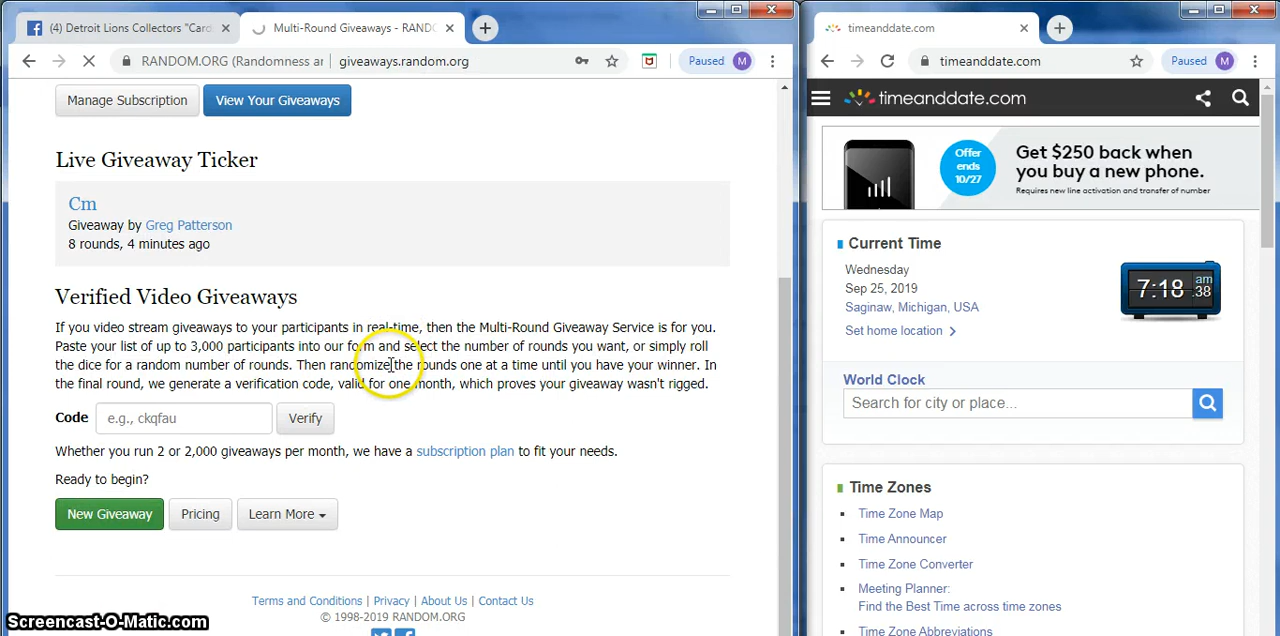 (4) Detroit Lions Collectors "Card
Multi-Round Giveaways - RANDO
RANDOM.ORG (Randomness an
giveaways.random.org
Paused
M
Manage Subscription
View Your Giveaways
Live Giveaway Ticker
Cm
Giveaway by Greg Patterson
8 rounds, 4 minutes ago
Verified Video Giveaways
If you video stream giveaways to your participants in real-time, then the Multi-Round Giveaway Service is for you.
Paste your list of up to 3,000 participants into our form and select the number of rounds you want, or simply roll
the dice for a random number of rounds. Then randomize the rounds one at a time until you have your winner. In
the final round, we generate a verification code, valid for one month, which proves your giveaway wasn't rigged.
Code
e.g., ckqfau
Verify
Whether you run 2 or 2,000 giveaways per month, we have a subscription plan to fit your needs.
Ready to begin?
New Giveaway
Pricing
Learn More
Terms and Conditions | Privacy | About Us | Contact Us
© 1998-2019 RANDOM.ORG
Screencast-O-Matic.com
timeanddate.com
timeanddate.com
Paused
M
timeanddate.com
Offer
ends
10/27
Get $250 back when
you buy a new phone.
Requires new line activation and transfer of number
Current Time
Wednesday
Sep 25, 2019
Saginaw, Michigan, USA
Set home location
7:18 am
38
World Clock
Search for city or place...
Time Zones
Time Zone Map
Time Announcer
Time Zone Converter
Meeting Planner:
Find the Best Time across time zones
Time Zone Abbreviations